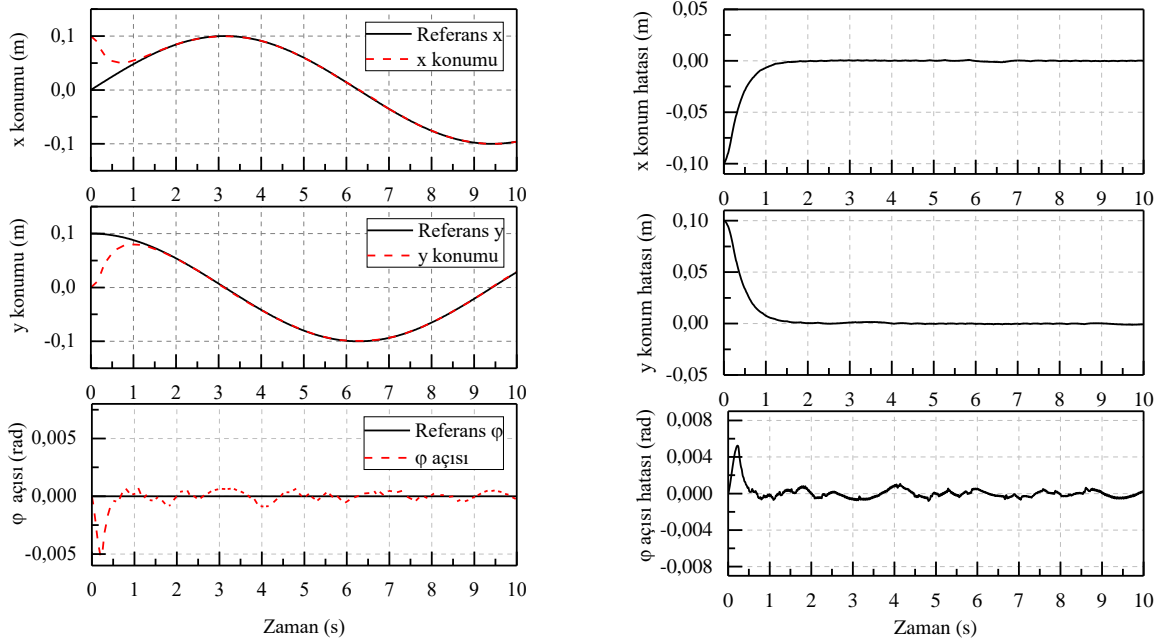 x konumu (m)
0,1
0,0
-0,1
Referans x
x konumu
0 1 2 3 4 5 6 7 8 9 10
y konumu (m)
0,1
0,0
-0,1
Referans y
y konumu
0 1 2 3 4 5 6 7 8 9 10
φ açısı (rad)
0,005
0,000
-0,005
Referans φ
φ açısı
0 1 2 3 4 5 6 7 8 9 10
Zaman (s)
x konum hatası (m)
0,05
0,00
-0,05
-0,10
0 1 2 3 4 5 6 7 8 9 10
y konum hatası (m)
0,10
0,05
0,00
-0,05
0 1 2 3 4 5 6 7 8 9 10
φ açısı hatası (rad)
0,008
0,004
0,000
-0,004
-0,008
0 1 2 3 4 5 6 7 8 9 10
Zaman (s)